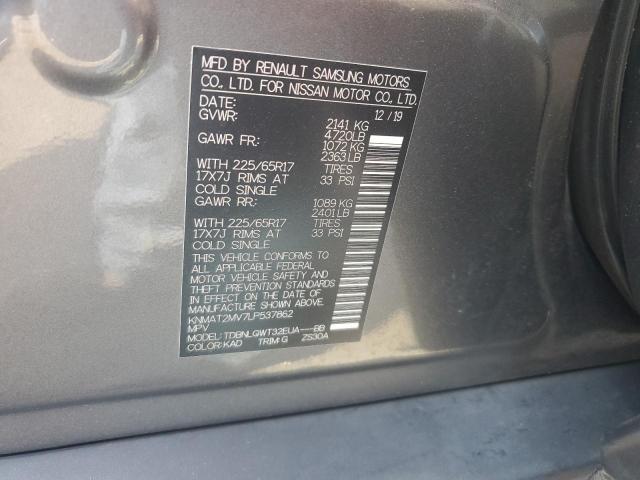 MFD BY RENAULT SAMSUNG MOTORS
CO., LTD. FOR NISSAN MOTOR CO., LTD.
DATE: 12/19
GVWR: 2141 KG
4720LB
GAWR FR: 1072 KG
2363LB
WITH 225/65R17 TIRES
17X7J RIMS AT 33 PSI
COLD SINGLE
GAWR RR: 1089 KG
2401LB
WITH 225/65R17 TIRES
17X7J RIMS AT 33 PSI
COLD SINGLE
THIS VEHICLE CONFORMS TO
ALL APPLICABLE FEDERAL
MOTOR VEHICLE SAFETY AND
THEFT PREVENTION STANDARDS
IN EFFECT ON THE DATE OF
MANUFACTURE SHOWN ABOVE.
KNMAT2MV7LP537862
MPV
MODEL: TDBNLGWT32EUA---BB
COLOR: KAD TRIM: G ZS30A